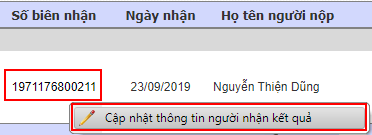 Số biên nhận Ngày nhận Họ tên người nộp
1971176800211 23/09/2019 Nguyễn Thiện Dũng
Cập nhật thông tin người nhận kết quả